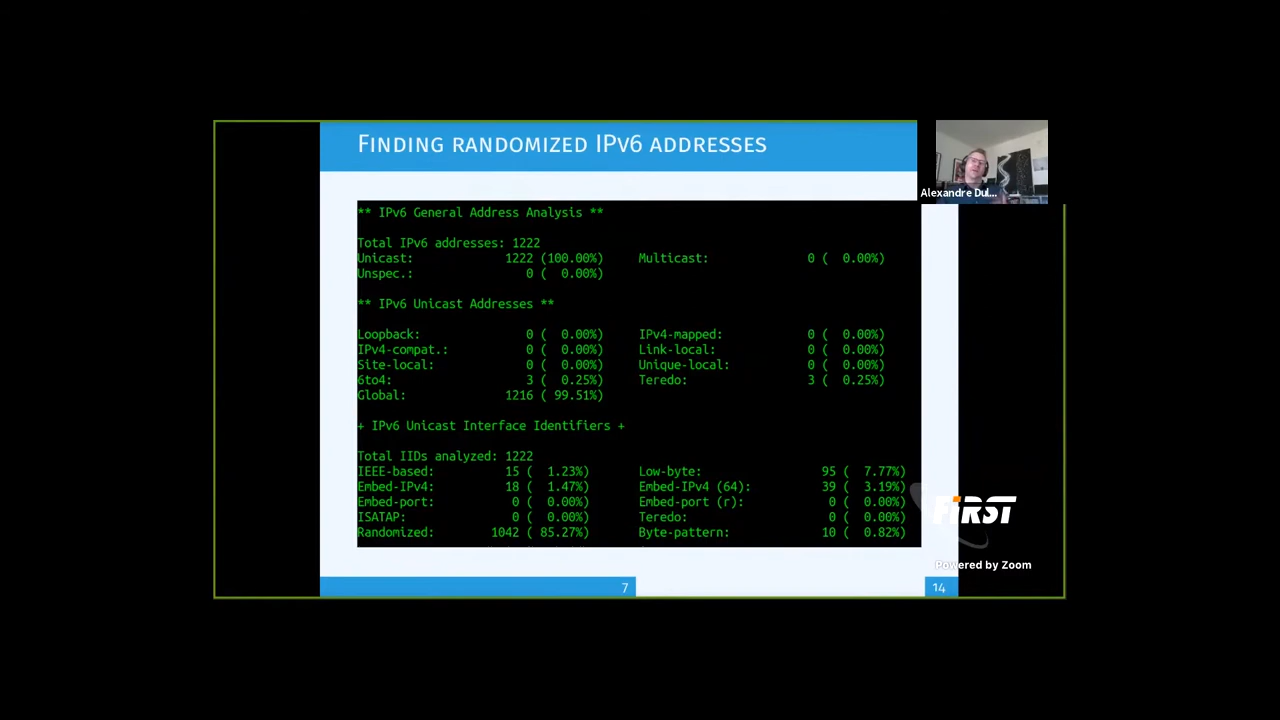 FINDING RANDOMIZED IPV6 ADDRESSES
Alexandre Dul...
** IPv6 General Address Analysis **
Total IPv6 addresses: 1222
Unicast: 1222 (100.00%) Multicast: 0 ( 0.00%)
Unspec.: 0 ( 0.00%)
** IPv6 Unicast Addresses **
Loopback: 0 ( 0.00%) IPv4-mapped: 0 ( 0.00%)
IPv4-compat.: 0 ( 0.00%) Link-local: 0 ( 0.00%)
Site-local: 0 ( 0.00%) Unique-local: 0 ( 0.00%)
6to4: 3 ( 0.25%) Teredo: 3 ( 0.25%)
Global: 1216 ( 99.51%)
+ IPv6 Unicast Interface Identifiers +
Total IIDs analyzed: 1222
IEEE-based: 15 ( 1.23%) Low-byte: 95 ( 7.77%)
Embed-IPv4: 18 ( 1.47%) Embed-IPv4 (64): 39 ( 3.19%)
Embed-port: 0 ( 0.00%) Embed-port (r): 0 ( 0.00%)
ISATAP: 0 ( 0.00%) Teredo: 0 ( 0.00%)
Randomized: 1042 ( 85.27%) Byte-pattern: 10 ( 0.82%)
FiRST
Powered by Zoom
7
14